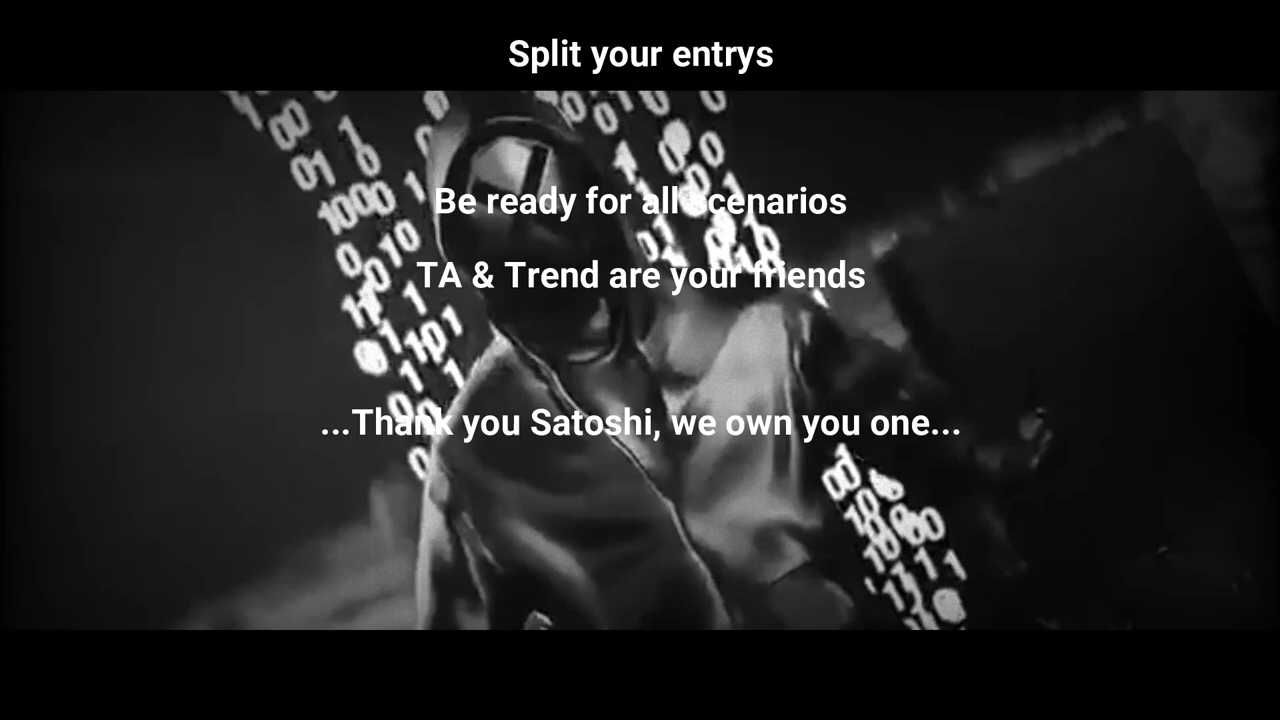 Split your entrys
Be ready for all scenarios
TA & Trend are your friends
...Thank you Satoshi, we own you one...